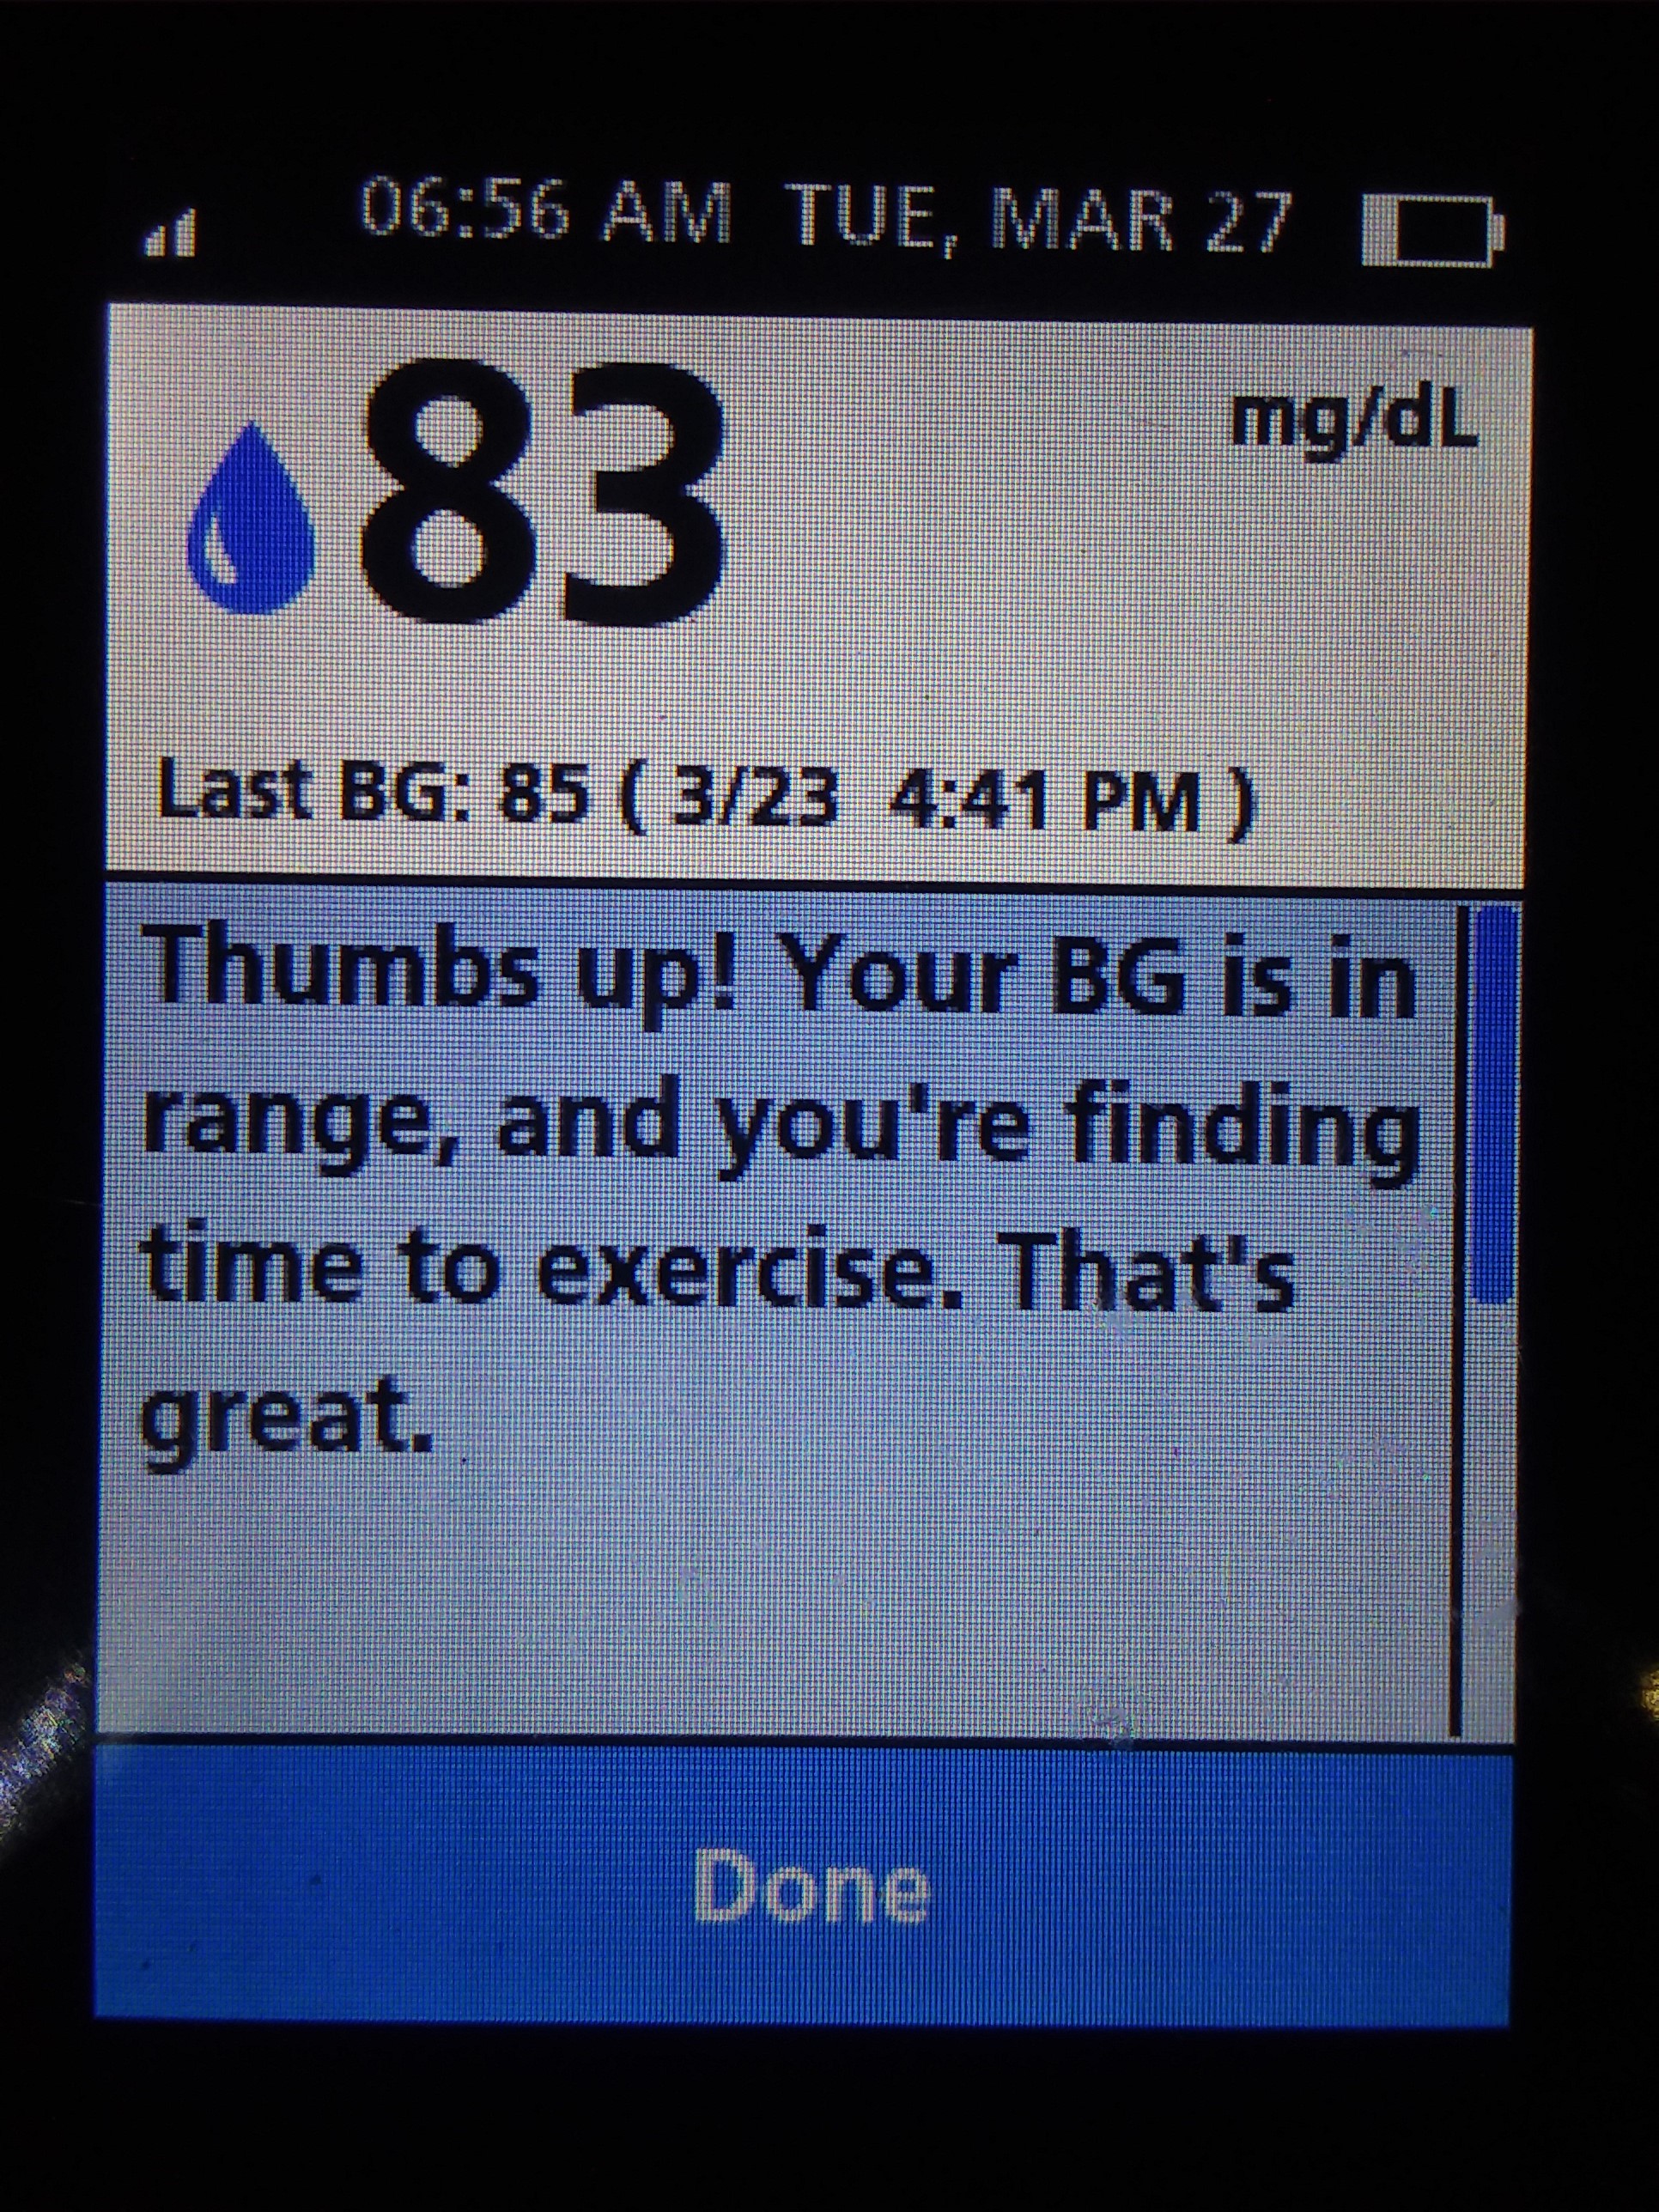 06:56 AM TUE, MAR 27
83 mg/dL
Last BG: 85 ( 3/23 4:41 PM )
Thumbs up! Your BG is in
range, and you're finding
time to exercise. That's
great.
Done